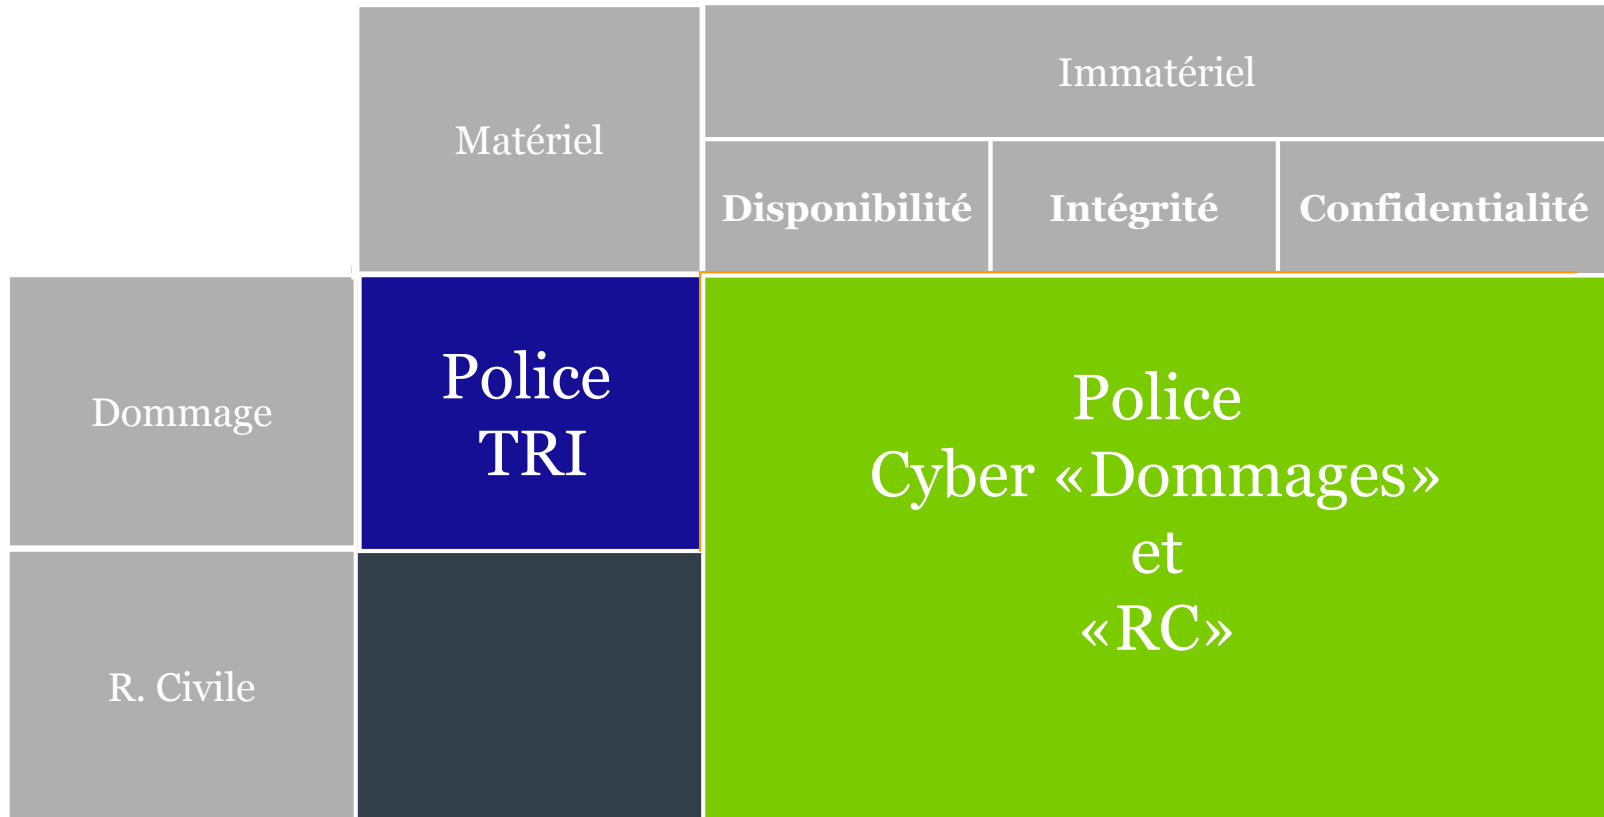 Immatériel
Matériel
Disponibilité
Intégrité
Confidentialité
Dommage
Police
TRI
Police
Cyber «Dommages»
et
«RC»
R. Civile